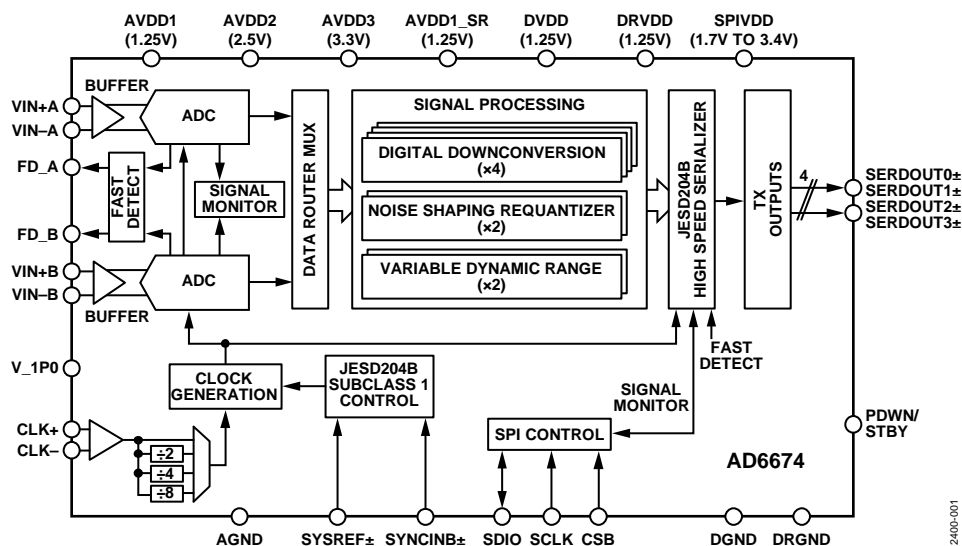 AVDD1
(1.25V)
AVDD2
(2.5V)
AVDD3
(3.3V)
AVDD1_SR
(1.25V)
DVDD
(1.25V)
DRVDD
(1.25V)
SPIVDD
(1.7V TO 3.4V)
BUFFER
VIN+A
VIN–A
ADC
FD_A
FAST
DETECT
SIGNAL
MONITOR
FD_B
VIN+B
VIN–B
ADC
BUFFER
DATA ROUTER MUX
SIGNAL PROCESSING
DIGITAL DOWNCONVERSION
(×4)
NOISE SHAPING REQUANTIZER
(×2)
VARIABLE DYNAMIC RANGE
(×2)
JESD204B
HIGH SPEED SERIALIZER
TX
OUTPUTS
4
SERDOUT0±
SERDOUT1±
SERDOUT2±
SERDOUT3±
FAST
DETECT
V_1P0
CLOCK
GENERATION
JESD204B
SUBCLASS 1
CONTROL
SIGNAL
MONITOR
CLK+
CLK–
÷2
÷4
÷8
SPI CONTROL
PDWN/
STBY
AD6674
AGND
SYSREF±
SYNCINB±
SDIO
SCLK
CSB
DGND
DRGND
2400-001